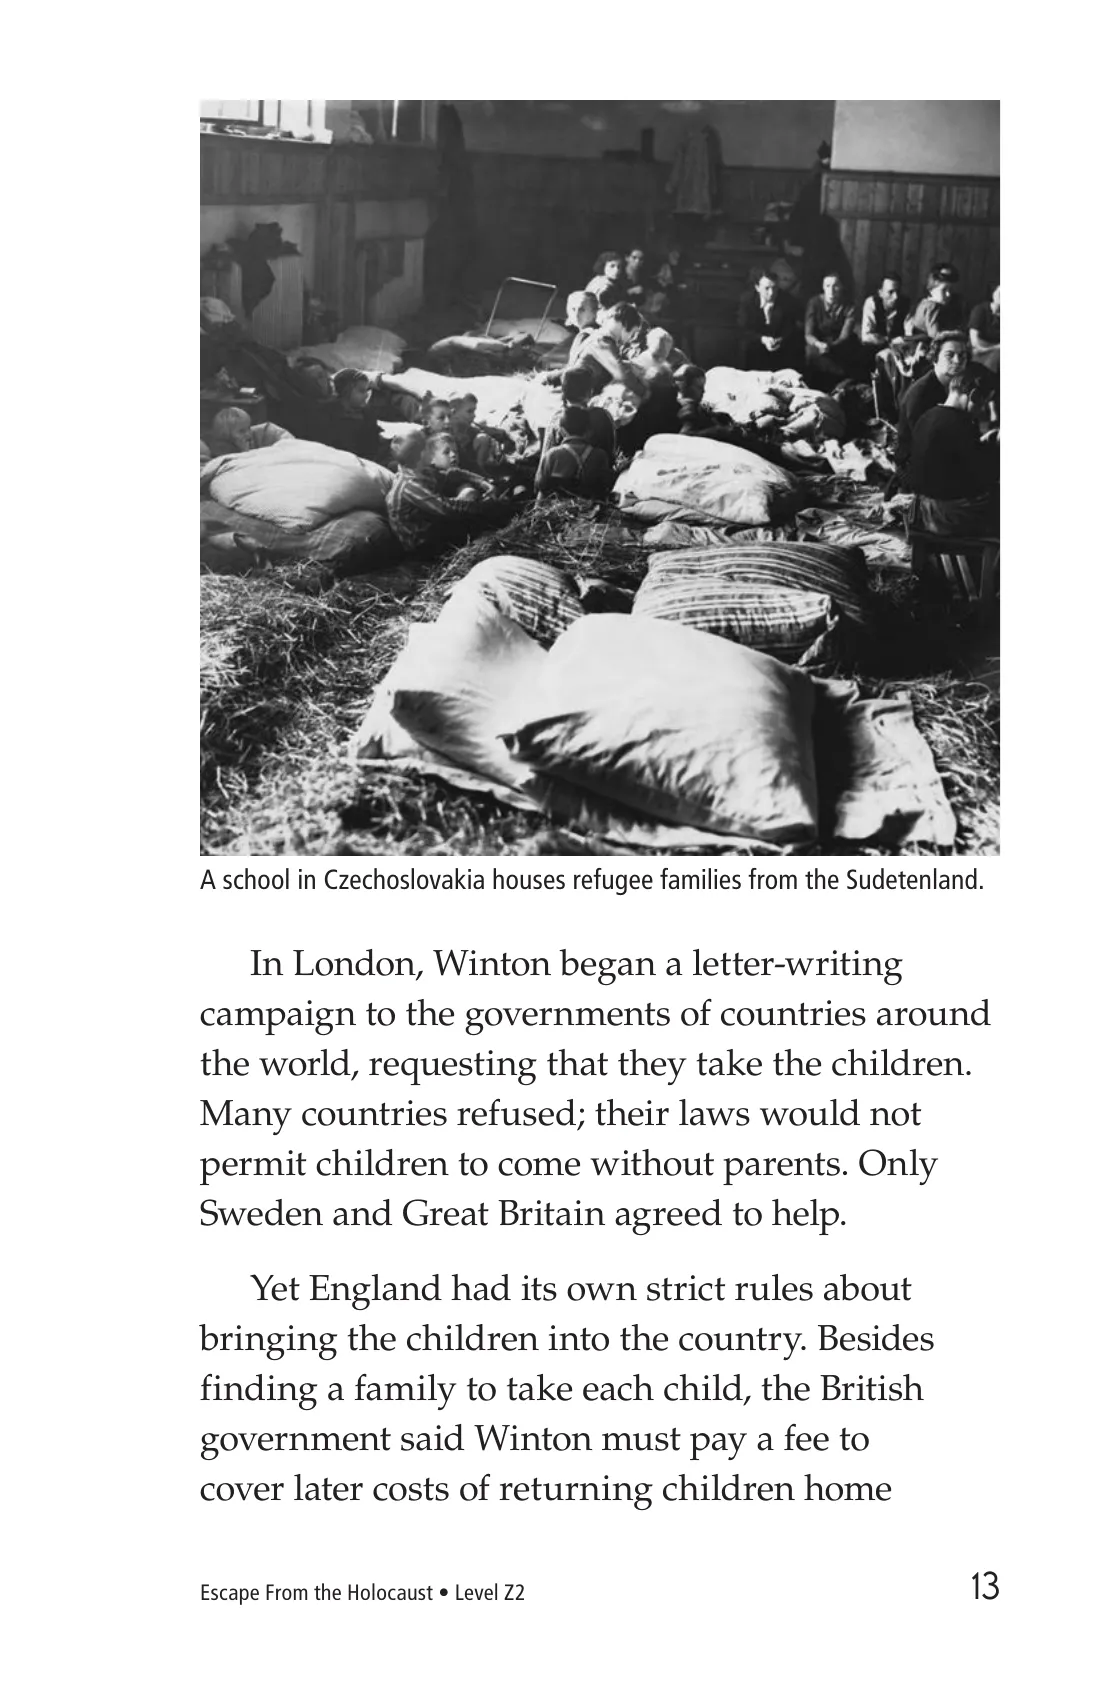 A school in Czechoslovakia houses refugee families from the Sudetenland.
In London, Winton began a letter-writing
campaign to the governments of countries around
the world, requesting that they take the children.
Many countries refused; their laws would not
permit children to come without parents. Only
Sweden and Great Britain agreed to help.
Yet England had its own strict rules about
bringing the children into the country. Besides
finding a family to take each child, the British
government said Winton must pay a fee to
cover later costs of returning children home
Escape From the Holocaust • Level Z2
13